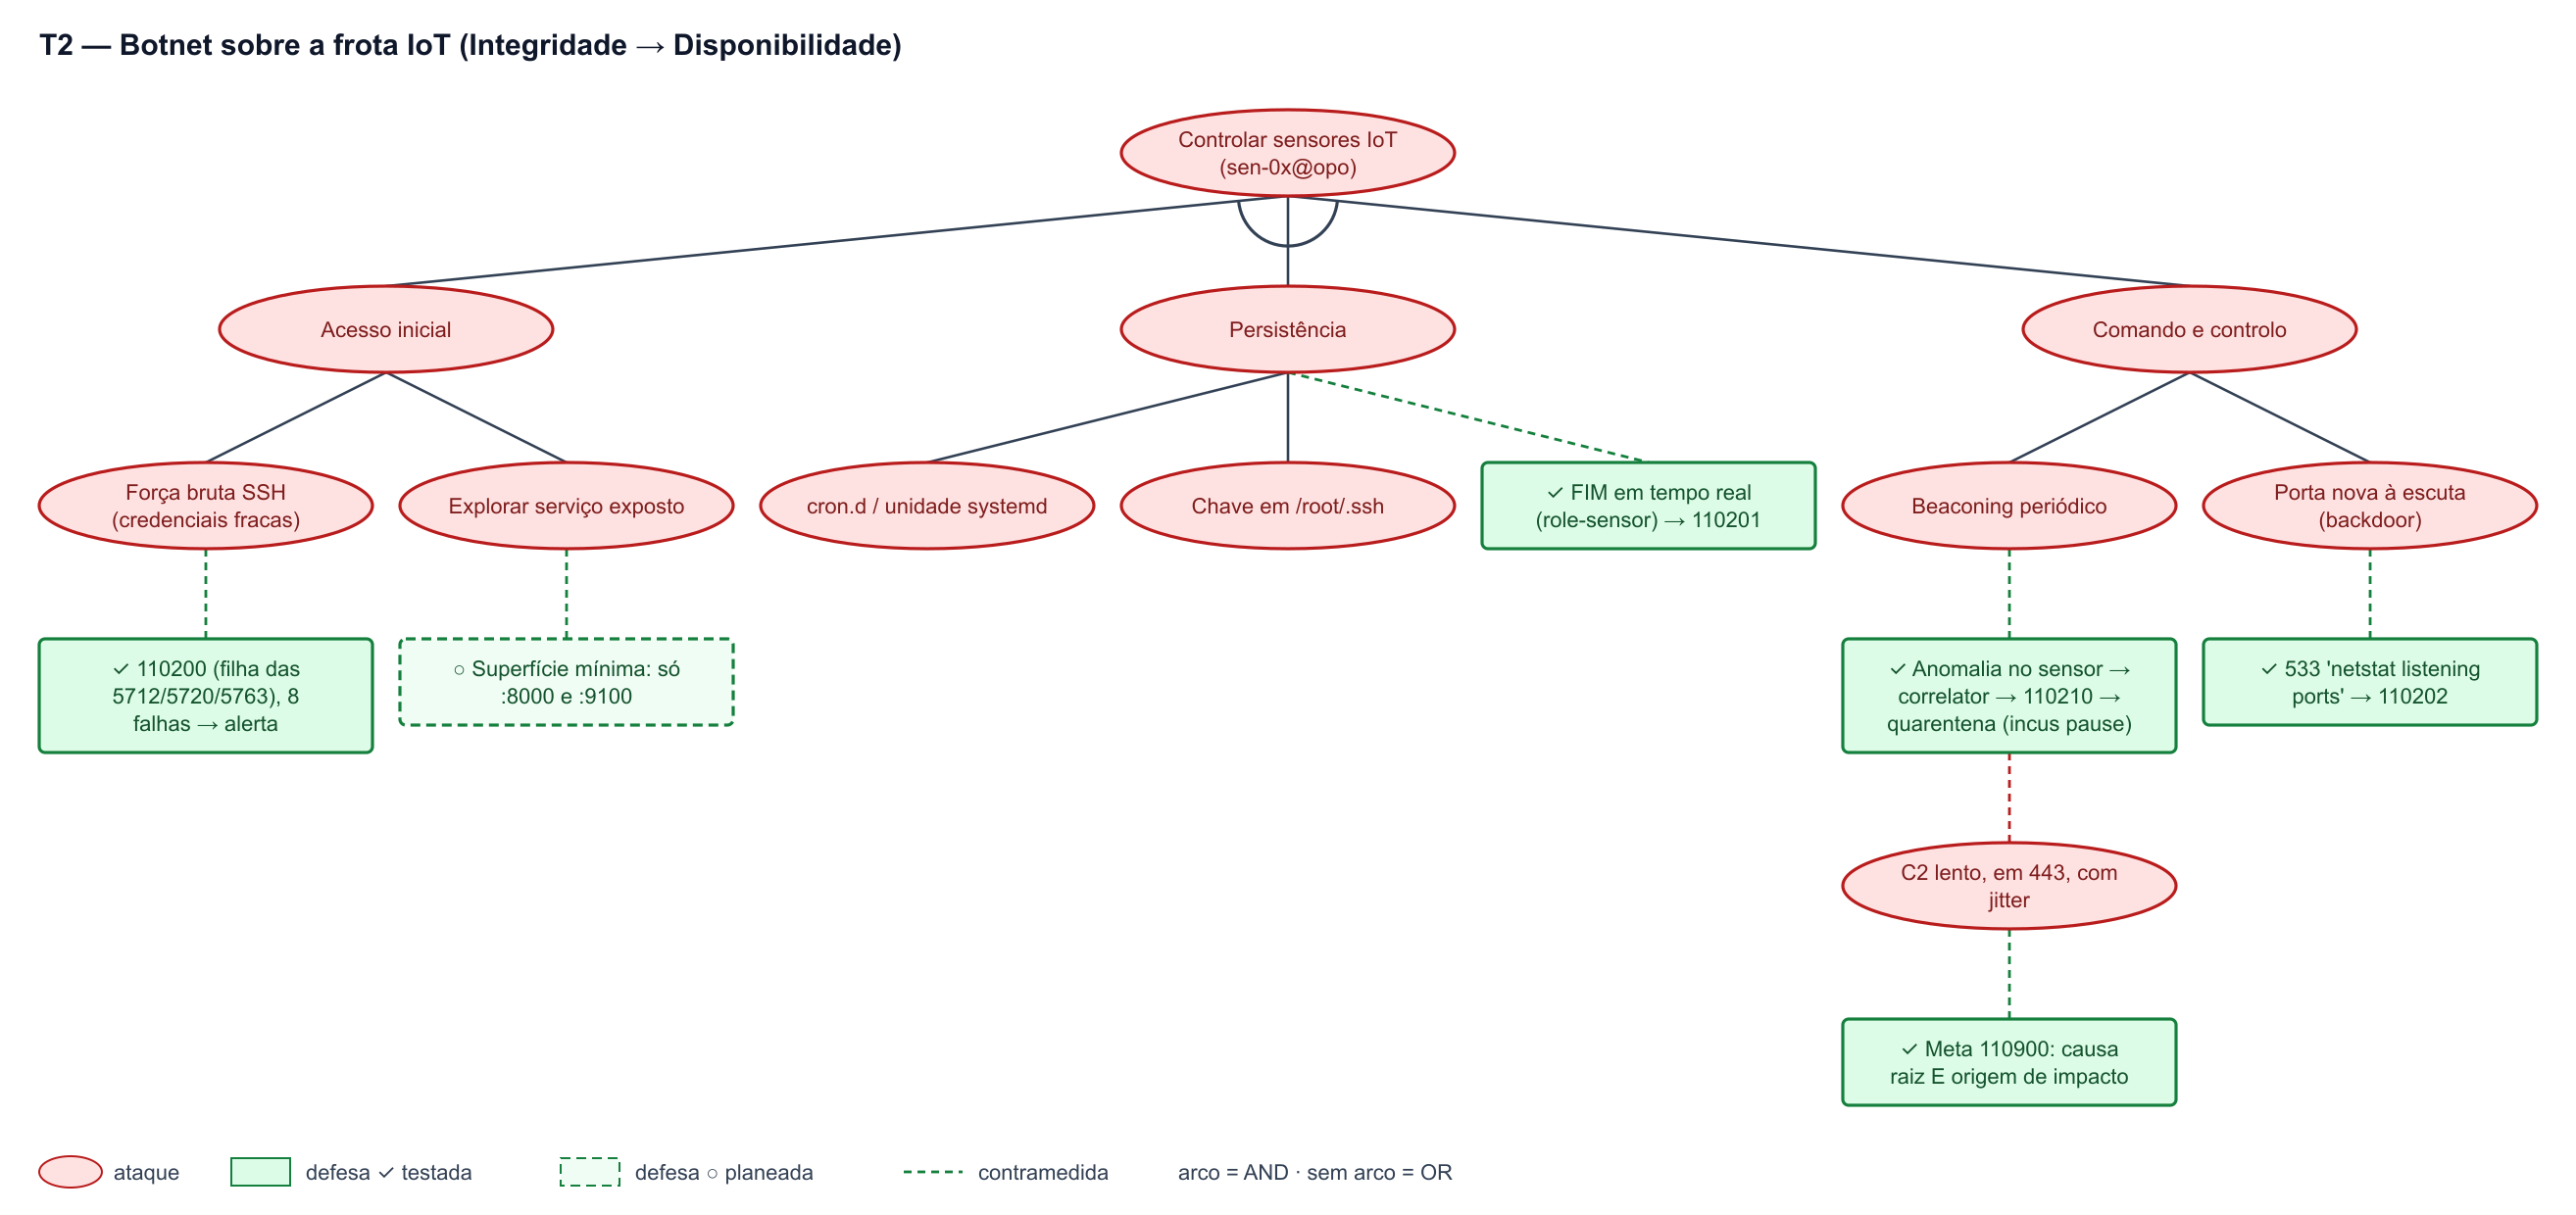 T2 — Botnet sobre a frota IoT (Integridade → Disponibilidade)
Controlar sensores IoT
(sen-0x@opo)
Acesso inicial
Persistência
Comando e controlo
Força bruta SSH
(credenciais fracas)
Explorar serviço exposto
cron.d / unidade systemd
Chave em /root/.ssh
✓ FIM em tempo real
(role-sensor) → 110201
Beaconing periódico
Porta nova à escuta
(backdoor)
✓ 110200 (filha das
5712/5720/5763), 8
falhas → alerta
○ Superfície mínima: só
:8000 e :9100
✓ Anomalia no sensor →
correlator → 110210 →
quarentena (incus pause)
✓ 533 'netstat listening
ports' → 110202
C2 lento, em 443, com
jitter
✓ Meta 110900: causa
raiz E origem de impacto
ataque
defesa ✓ testada
defesa ○ planeada
contramedida
arco = AND · sem arco = OR